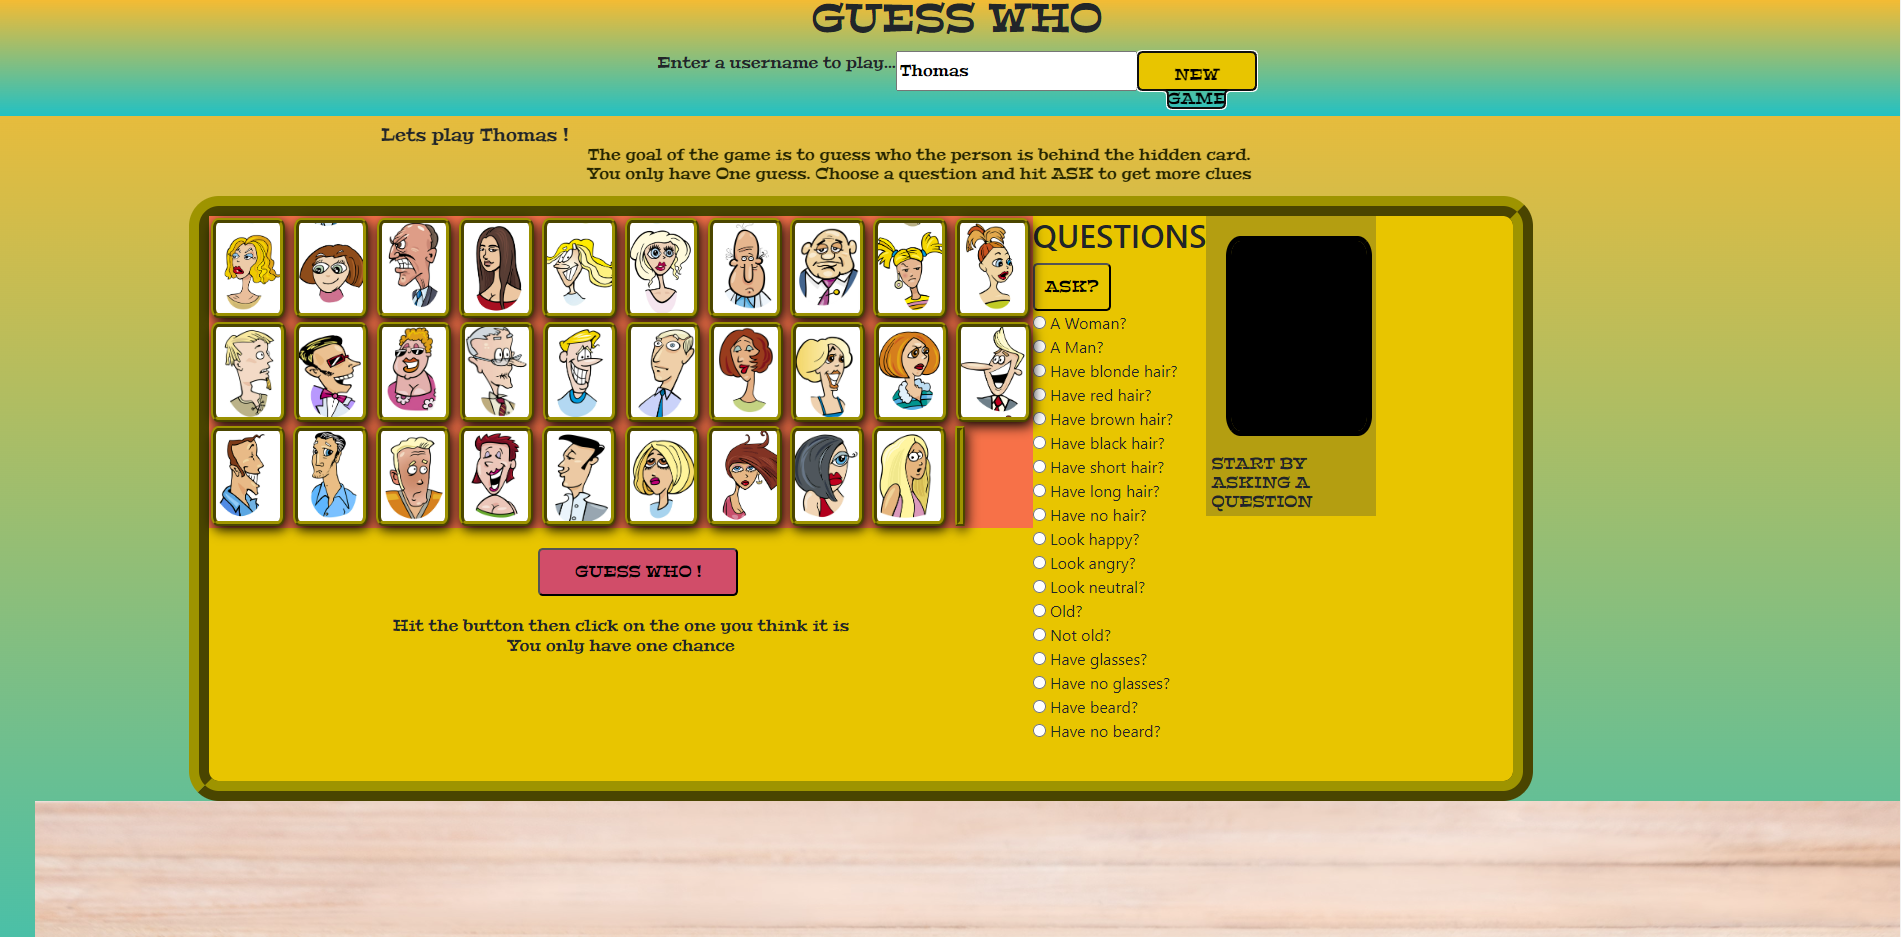 GUESS WHO
Enter a username to play...
Thomas
NEW
GAME
Lets play Thomas !
The goal of the game is to guess who the person is behind the hidden card.
You only have One guess. Choose a question and hit ASK to get more clues
QUESTIONS
ASK?
A Woman?
A Man?
Have blonde hair?
Have red hair?
Have brown hair?
Have black hair?
Have short hair?
Have long hair?
Have no hair?
Look happy?
Look angry?
Look neutral?
Old?
Not old?
Have glasses?
Have no glasses?
Have beard?
Have no beard?
START BY
ASKING A
QUESTION
GUESS WHO !
Hit the button then click on the one you think it is
You only have one chance